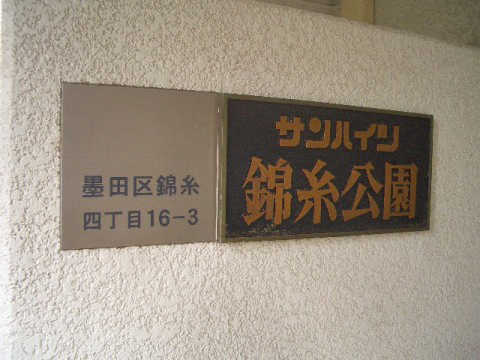 墨田区錦糸
四丁目16-3
サンハイツ
錦糸公園